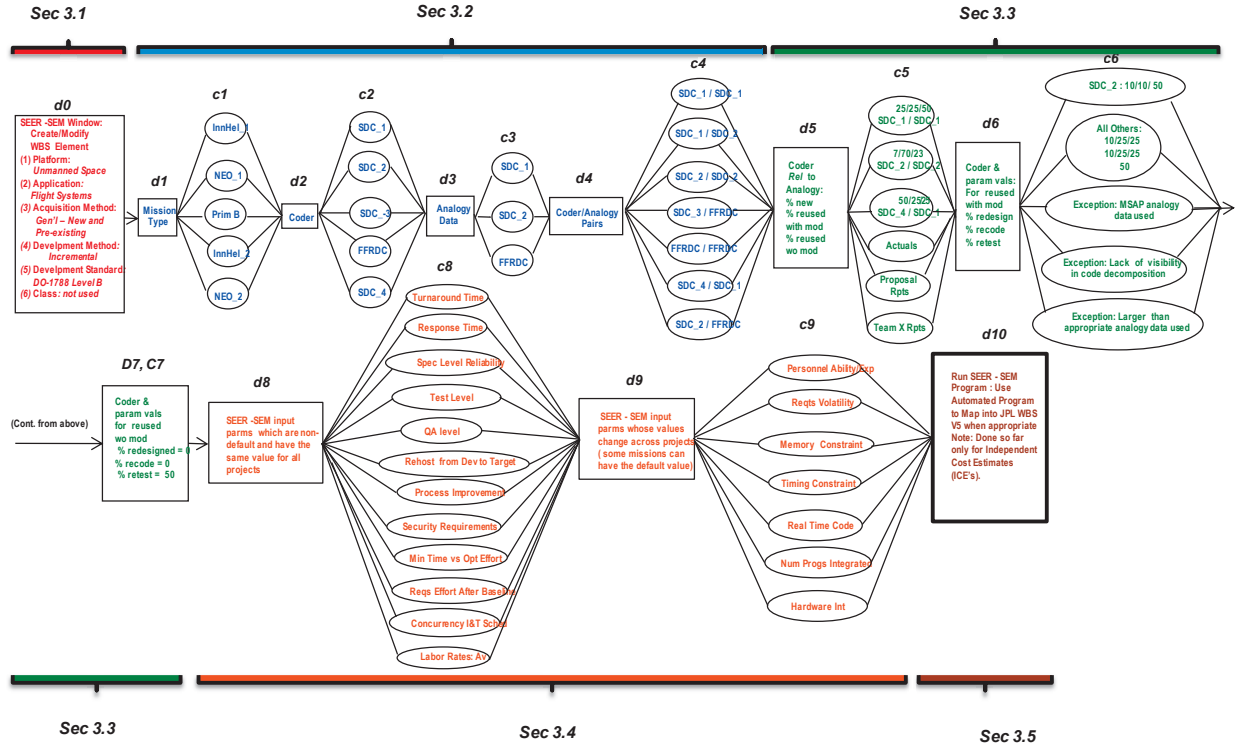 Sec 3.1
Sec 3.2
Sec 3.3
d0
SEER -SEM Window:
Create/Modify
WBS Element
(1) Platform:
Unmanned Space
(2) Application:
Flight Systems
(3) Acquisition Method:
Gen'l – New and
Pre-existing
(4) Develpment Method:
Incremental
(5) Develpment Standard:
DO-1788 Level B
(6) Class: not used
d1
Mission
Type
c1
InnHel_1
NEO_1
Prim B
InnHel_2
NEO_2
d2
Coder
c2
SDC_1
SDC_2
SDC_-3
FFRDC
SDC_4
d3
Analogy
Data
c3
SDC_1
SDC_2
FFRDC
d4
Coder/Analogy
Pairs
c4
SDC_1 / SDC_1
SDC_1 / SDC_2
SDC_2 / SDC_2
SDC_3 / FFRDC
FFRDC / FFRDC
SDC_4 / SDC_1
SDC_2 / FFRDC
d5
Coder
Rel to
Analogy:
% new
% reused
with mod
% reused
wo mod
c5
25/25/50
SDC_1 / SDC_1
7/70/23
SDC_2 / SDC_2
50/25/25
SDC_4 / SDC_1
Actuals
Proposal
Rpts
Team X Rpts
d6
Coder &
param vals:
For reused
with mod
% redesign
% recode
% retest
c6
SDC_2 : 10/10/ 50
All Others:
10/25/25
10/25/25
50
Exception: MSAP analogy
data used
Exception: Lack of visibility
in code decomposition
Exception: Larger than
appropriate analogy data used
(Cont. from above)
D7, C7
Coder &
param vals
for reused
wo mod
% redesigned = 0
% recode = 0
% retest = 50
d8
SEER -SEM input
parms which are non-
default and have the
same value for all
projects
c8
Turnaround Time
Response Time
Spec Level Reliability
Test Level
QA level
Rehost from Dev to Target
Process Improvement
Security Requirements
Min Time vs Opt Effort
Reqs Effort After Baseline
Concurrency I&T Sched
Labor Rates: Av
d9
SEER - SEM input
parms whose values
change across projects
( some missions can
have the default value)
c9
Personnel Ability/Exp
Reqts Volatility
Memory Constraint
Timing Constraint
Real Time Code
Num Progs Integrated
Hardware Int
d10
Run SEER - SEM
Program : Use
Automated Program
to Map into JPL WBS
V5 when appropriate
Note: Done so far
only for Independent
Cost Estimates
(ICE's).
Sec 3.3
Sec 3.4
Sec 3.5